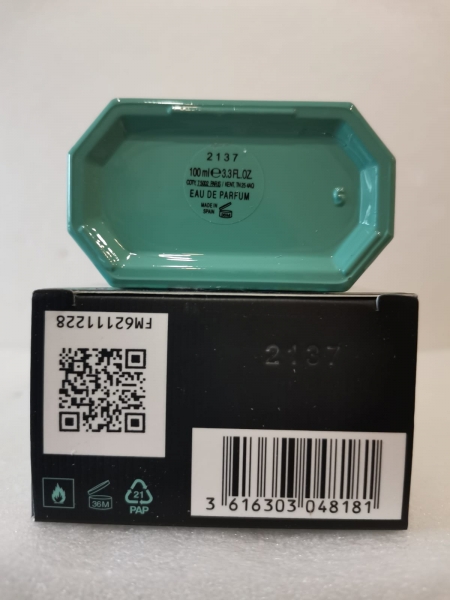 2137
100 ml ℮ 3.3 FL.OZ.
EAU DE PARFUM
MADE IN
SPAIN
FM62111228
2137
36M
21
PAP
3 616303 048181